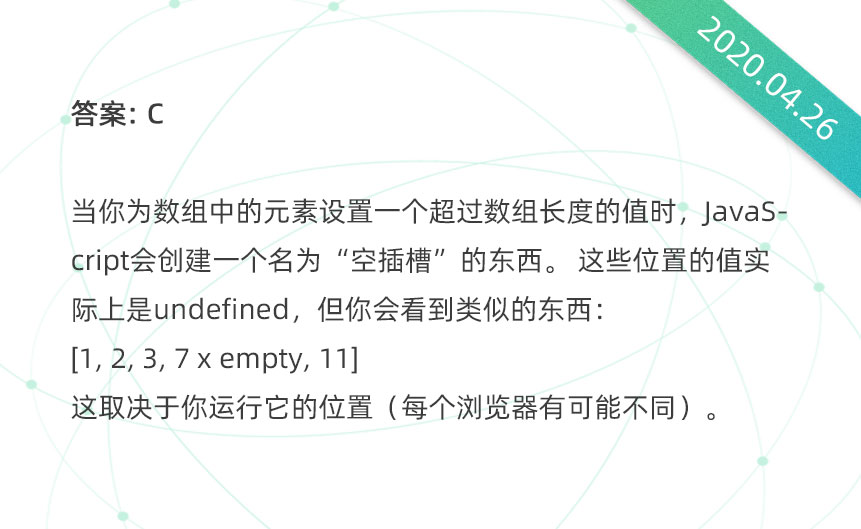 2020.04.26
答案: C
当你为数组中的元素设置一个超过数组长度的值时，JavaS-
cript会创建一个名为“空插槽”的东西。 这些位置的值实
际上是undefined，但你会看到类似的东西：
[1, 2, 3, 7 x empty, 11]
这取决于你运行它的位置（每个浏览器有可能不同）。